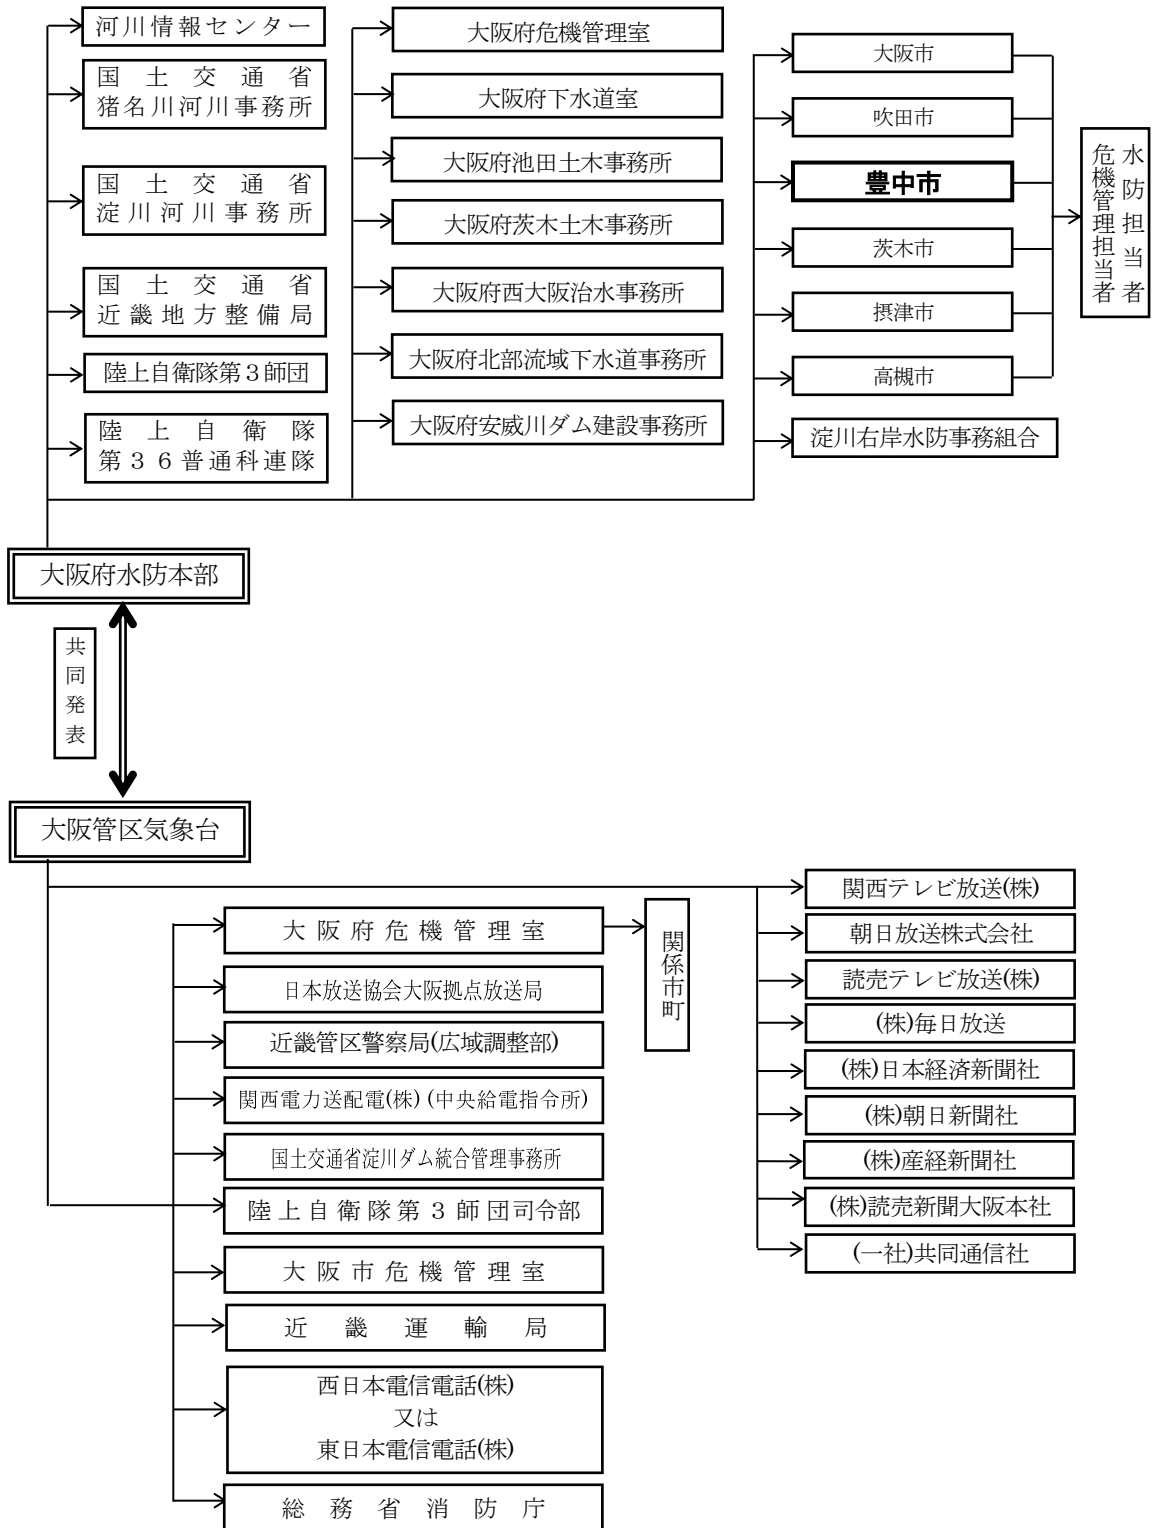 河川情報センター
国土交通省
猪名川河川事務所
国土交通省
淀川河川事務所
国土交通省
近畿地方整備局
陸上自衛隊第3師団
陸上自衛隊
第36普通科連隊
大阪府危機管理室
大阪府下水道室
大阪府池田土木事務所
大阪府茨木土木事務所
大阪府西大阪治水事務所
大阪府北部流域下水道事務所
大阪府安威川ダム建設事務所
大阪市
吹田市
豊中市
茨木市
摂津市
高槻市
淀川右岸水防事務組合
水防担当者
危機管理担当者
大阪府水防本部
共同発表
大阪管区気象台
大阪府危機管理室
日本放送協会大阪拠点放送局
近畿管区警察局(広域調整部)
関西電力送配電(株) (中央給電指令所)
国土交通省淀川ダム統合管理事務所
陸上自衛隊第3師団司令部
大阪市危機管理室
近畿運輸局
西日本電信電話(株)
又は
東日本電信電話(株)
総務省消防庁
関係市町
関西テレビ放送(株)
朝日放送株式会社
読売テレビ放送(株)
(株)毎日放送
(株)日本経済新聞社
(株)朝日新聞社
(株)産経新聞社
(株)読売新聞大阪本社
(一社)共同通信社